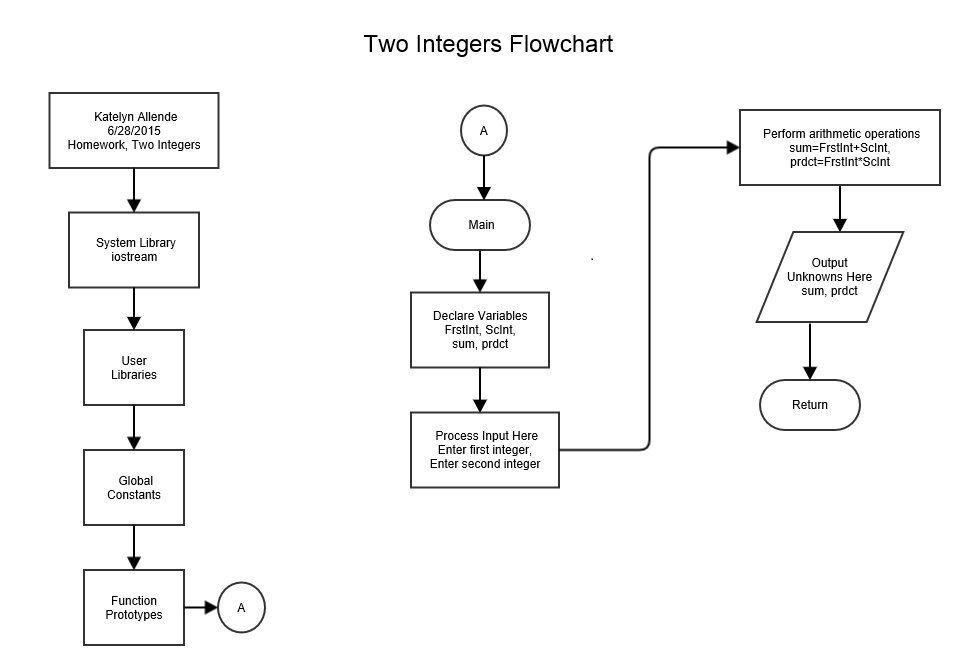 Two Integers Flowchart
Katelyn Allende
6/28/2015
Homework, Two Integers
System Library
iostream
User
Libraries
Global
Constants
Function
Prototypes
A
A
Main
Declare Variables
FrstInt, ScInt,
sum, prdct
Process Input Here
Enter first integer,
Enter second integer
Perform arithmetic operations
sum=FrstInt+ScInt,
prdct=FrstInt*ScInt
Output
Unknowns Here
sum, prdct
Return